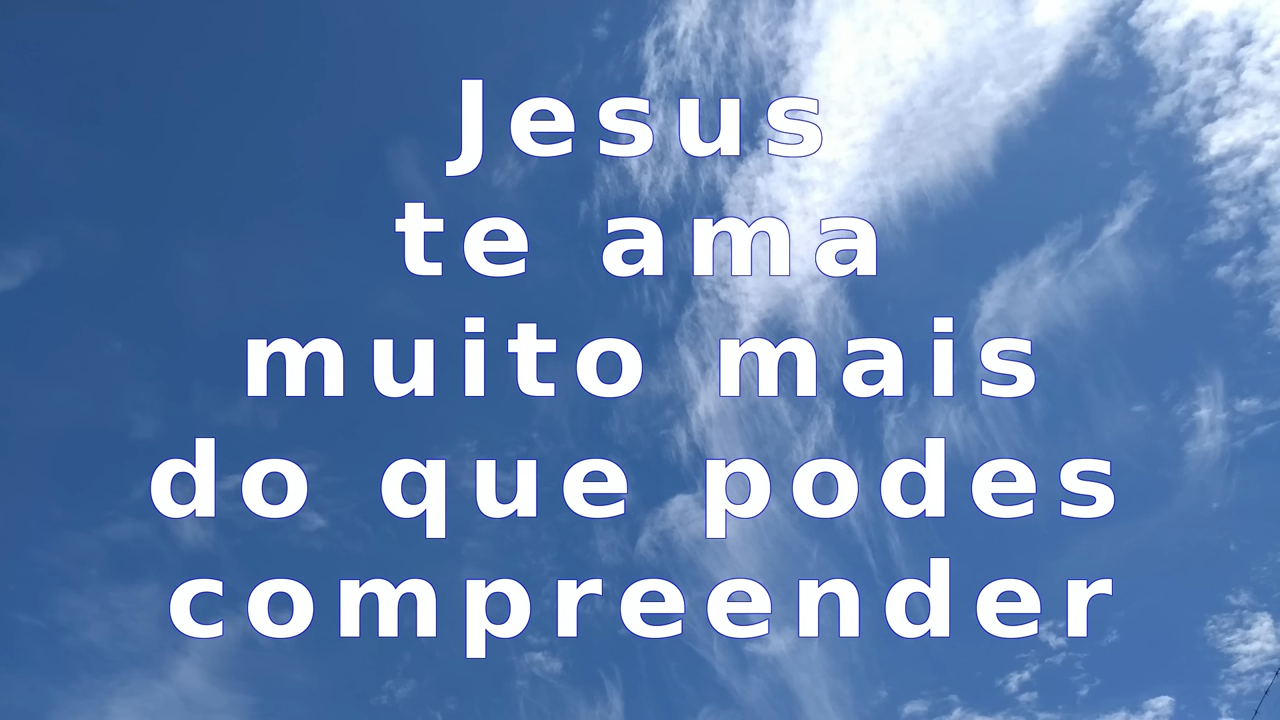 Jesus
te ama
muito mais
do que podes
compreender